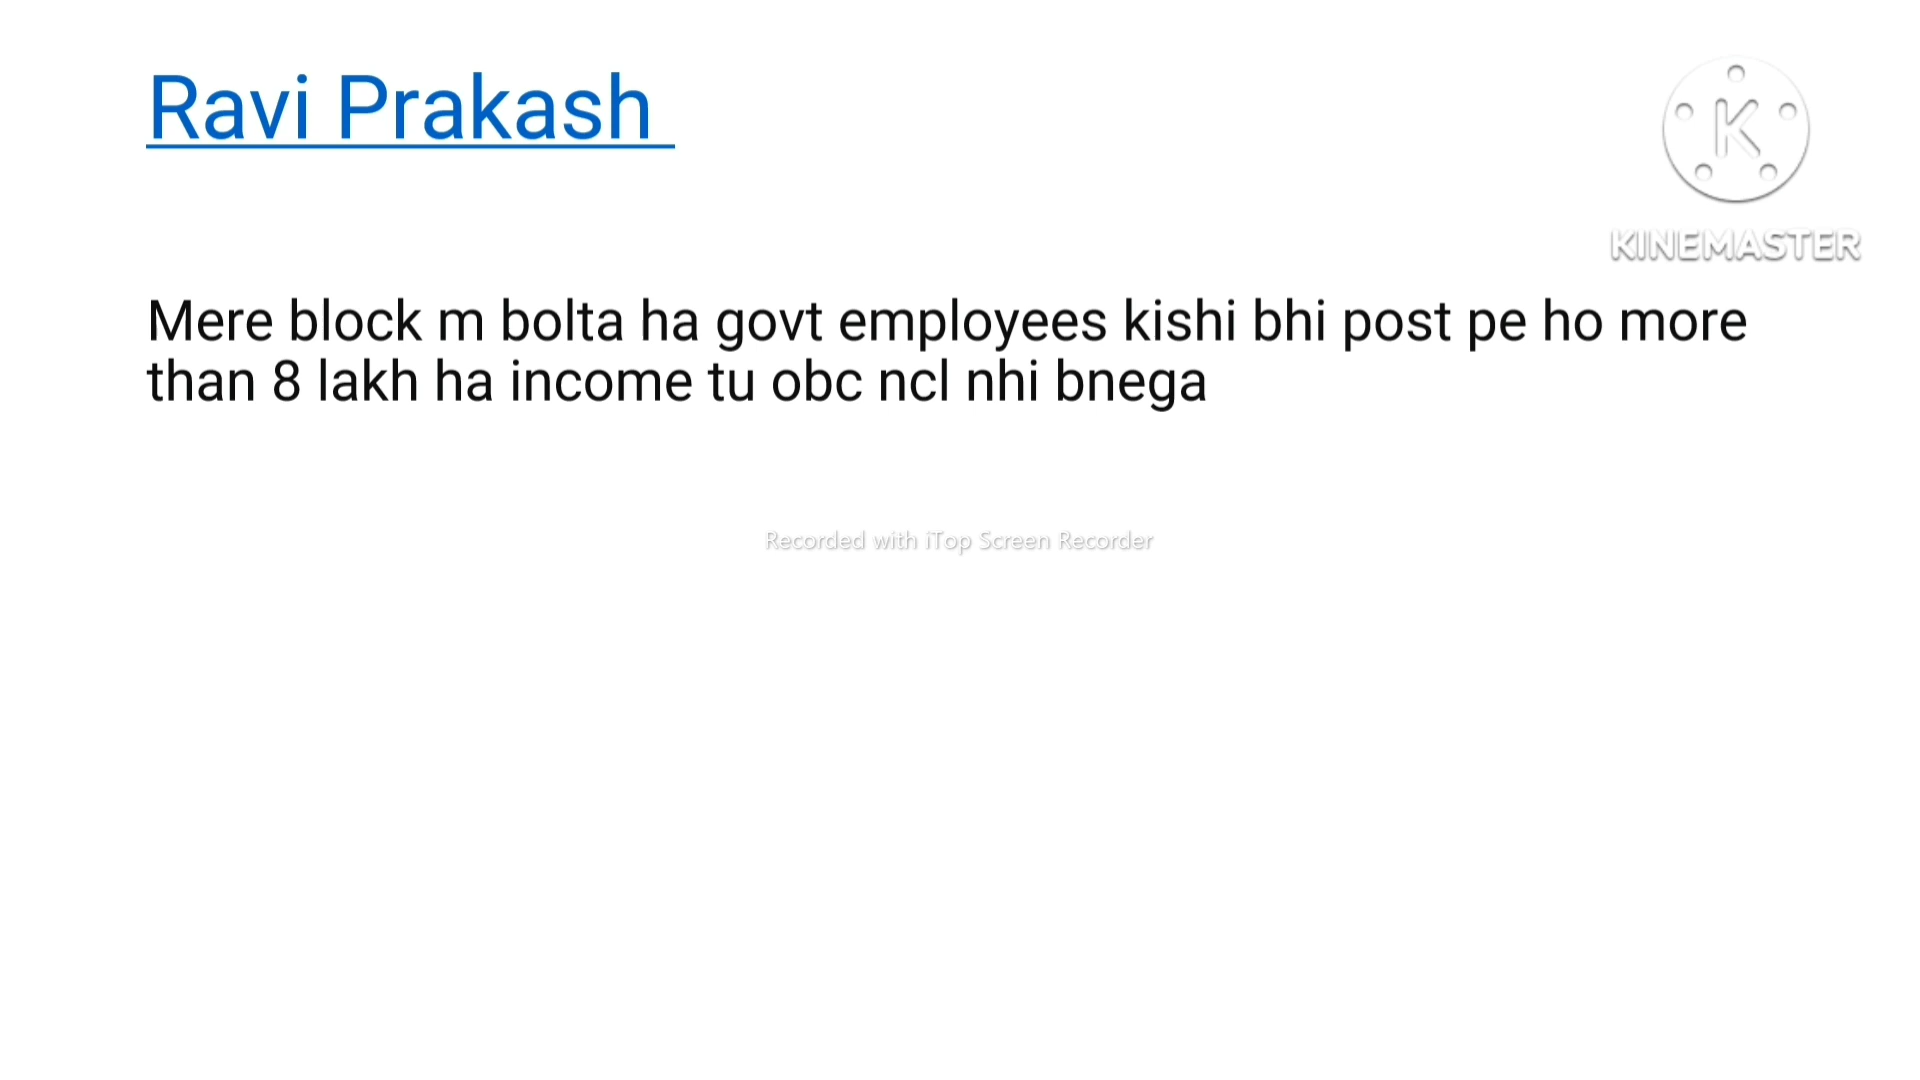 Ravi Prakash
KINEMASTER
Mere block m bolta ha govt employees kishi bhi post pe ho more
than 8 lakh ha income tu obc ncl nhi bnega
Recorded with iTop Screen Recorder